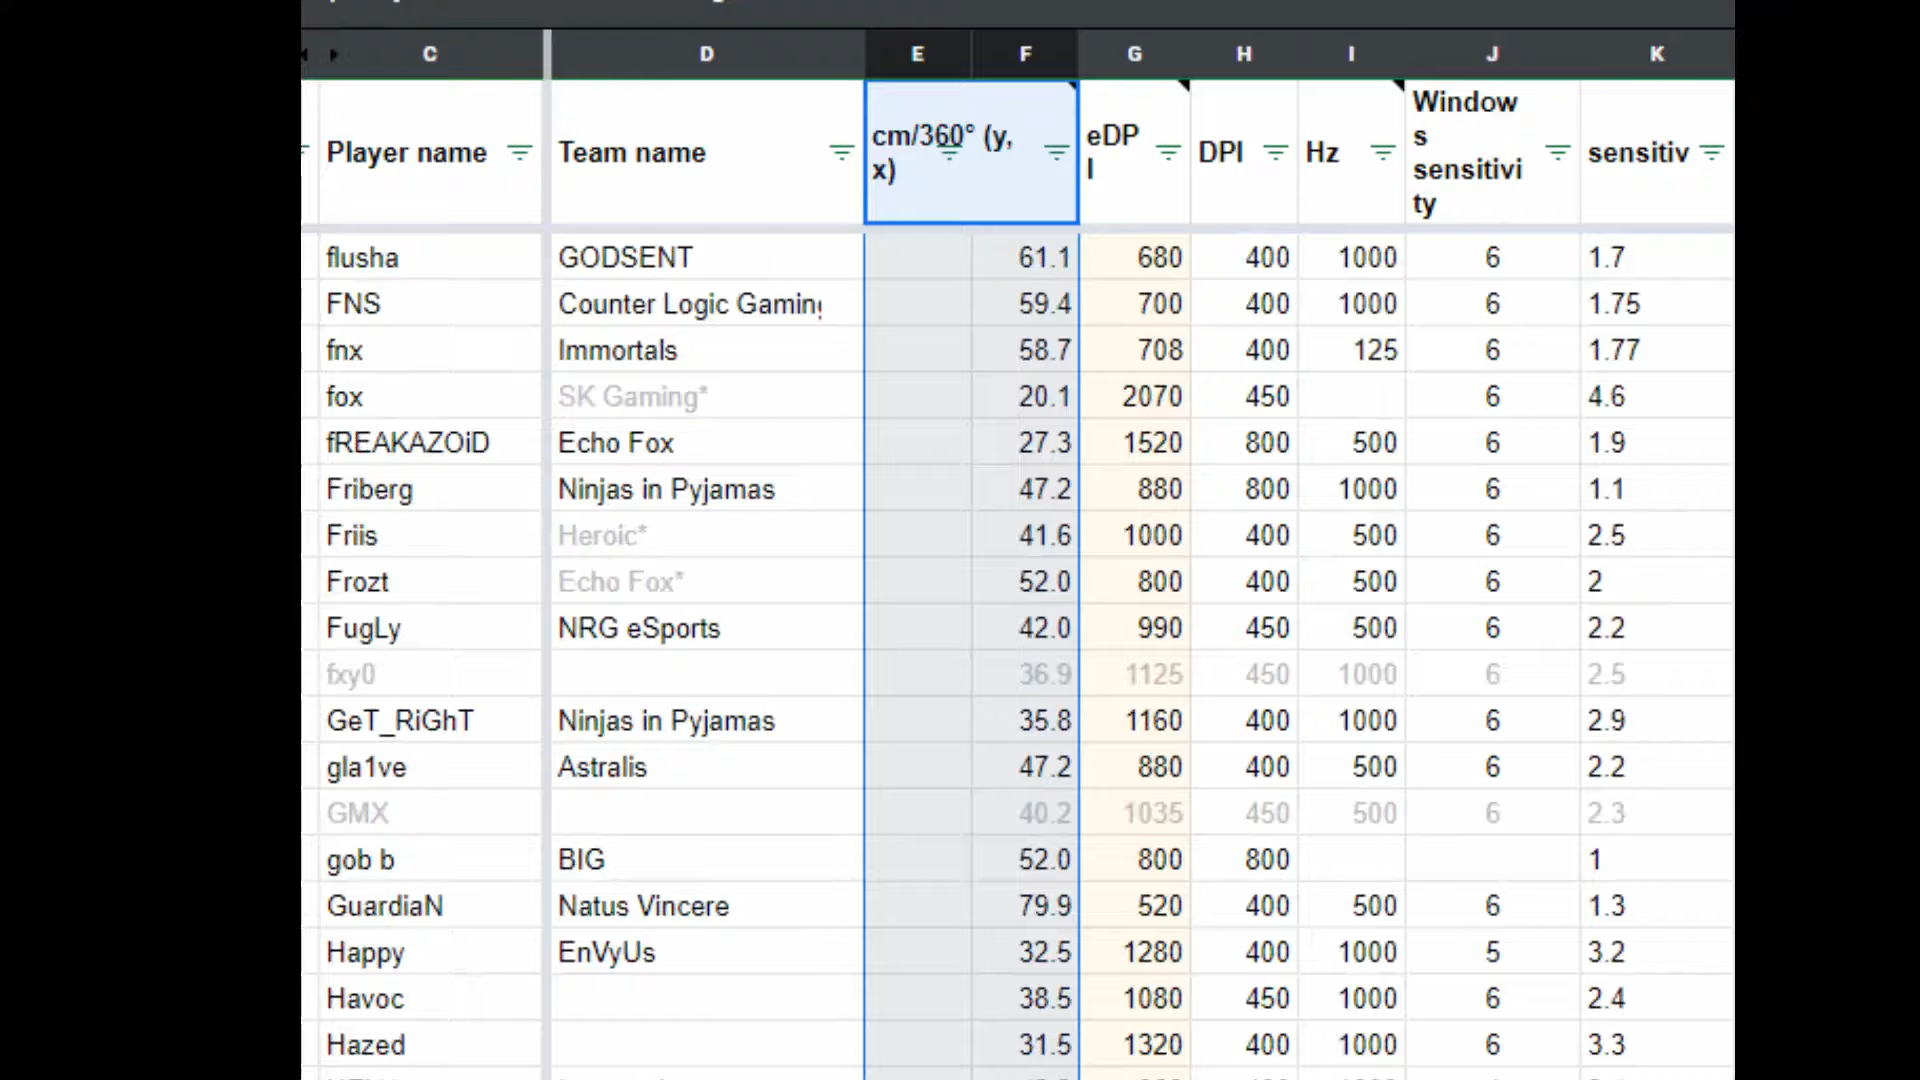 C D E F G H I J K
Player name Team name cm/360° (y, x) eDPI DPI Hz Windows sensitivity sensitiv
flusha GODSENT 61.1 680 400 1000 6 1.7
FNS Counter Logic Gaming 59.4 700 400 1000 6 1.75
fnx Immortals 58.7 708 400 125 6 1.77
fox SK Gaming* 20.1 2070 450 6 4.6
fREAKAZOiD Echo Fox 27.3 1520 800 500 6 1.9
Friberg Ninjas in Pyjamas 47.2 880 800 1000 6 1.1
Friis Heroic* 41.6 1000 400 500 6 2.5
Frozt Echo Fox* 52.0 800 400 500 6 2
FugLy NRG eSports 42.0 990 450 500 6 2.2
fxy0 36.9 1125 450 1000 6 2.5
GeT_RiGhT Ninjas in Pyjamas 35.8 1160 400 1000 6 2.9
gla1ve Astralis 47.2 880 400 500 6 2.2
GMX 40.2 1035 450 500 6 2.3
gob b BIG 52.0 800 800 1
GuardiaN Natus Vincere 79.9 520 400 500 6 1.3
Happy EnVyUs 32.5 1280 400 1000 5 3.2
Havoc 38.5 1080 450 1000 6 2.4
Hazed 31.5 1320 400 1000 6 3.3